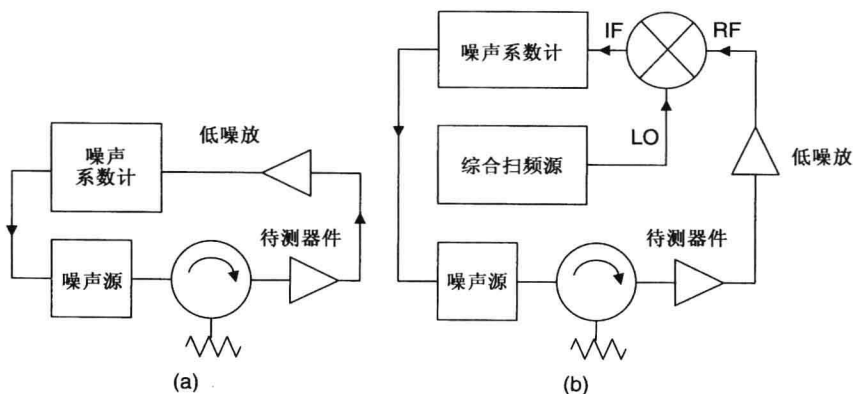 噪声
系数计
低噪放
噪声源
待测器件
(a)
噪声系数计
IF
RF
LO
综合扫频源
低噪放
噪声源
待测器件
(b)